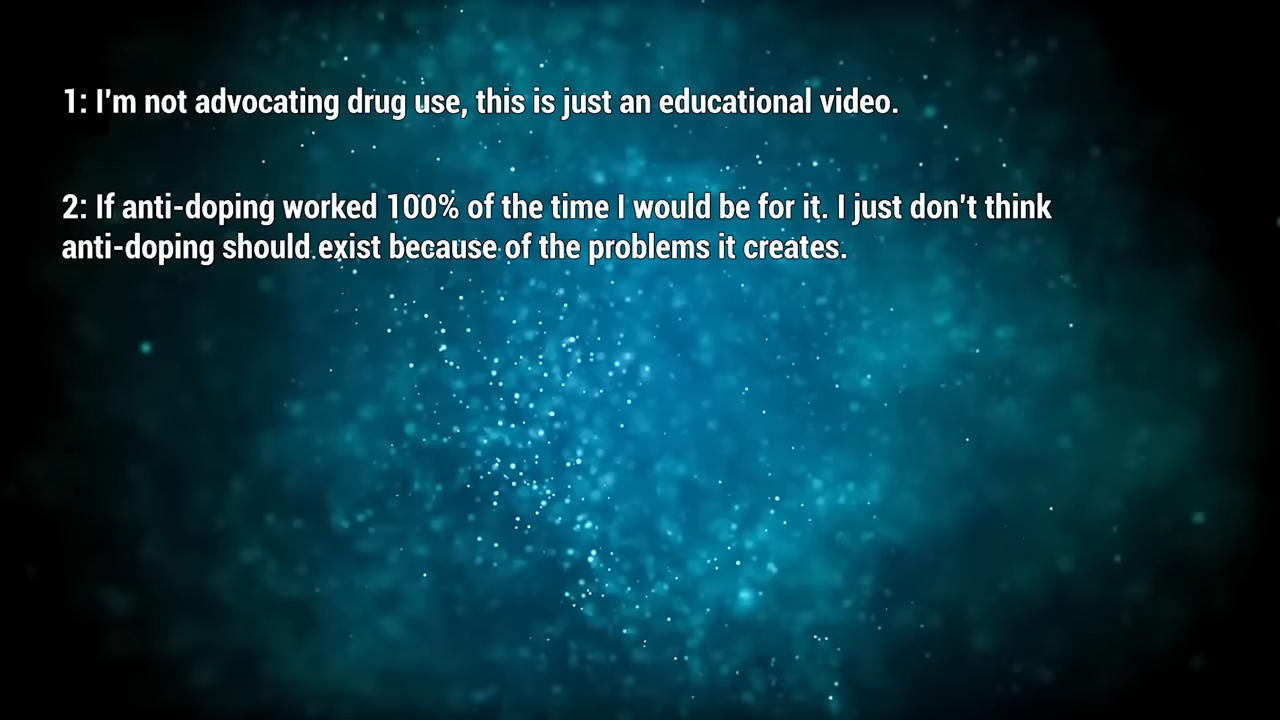 1: I'm not advocating drug use, this is just an educational video.
2: If anti-doping worked 100% of the time I would be for it. I just don't think
anti-doping should exist because of the problems it creates.